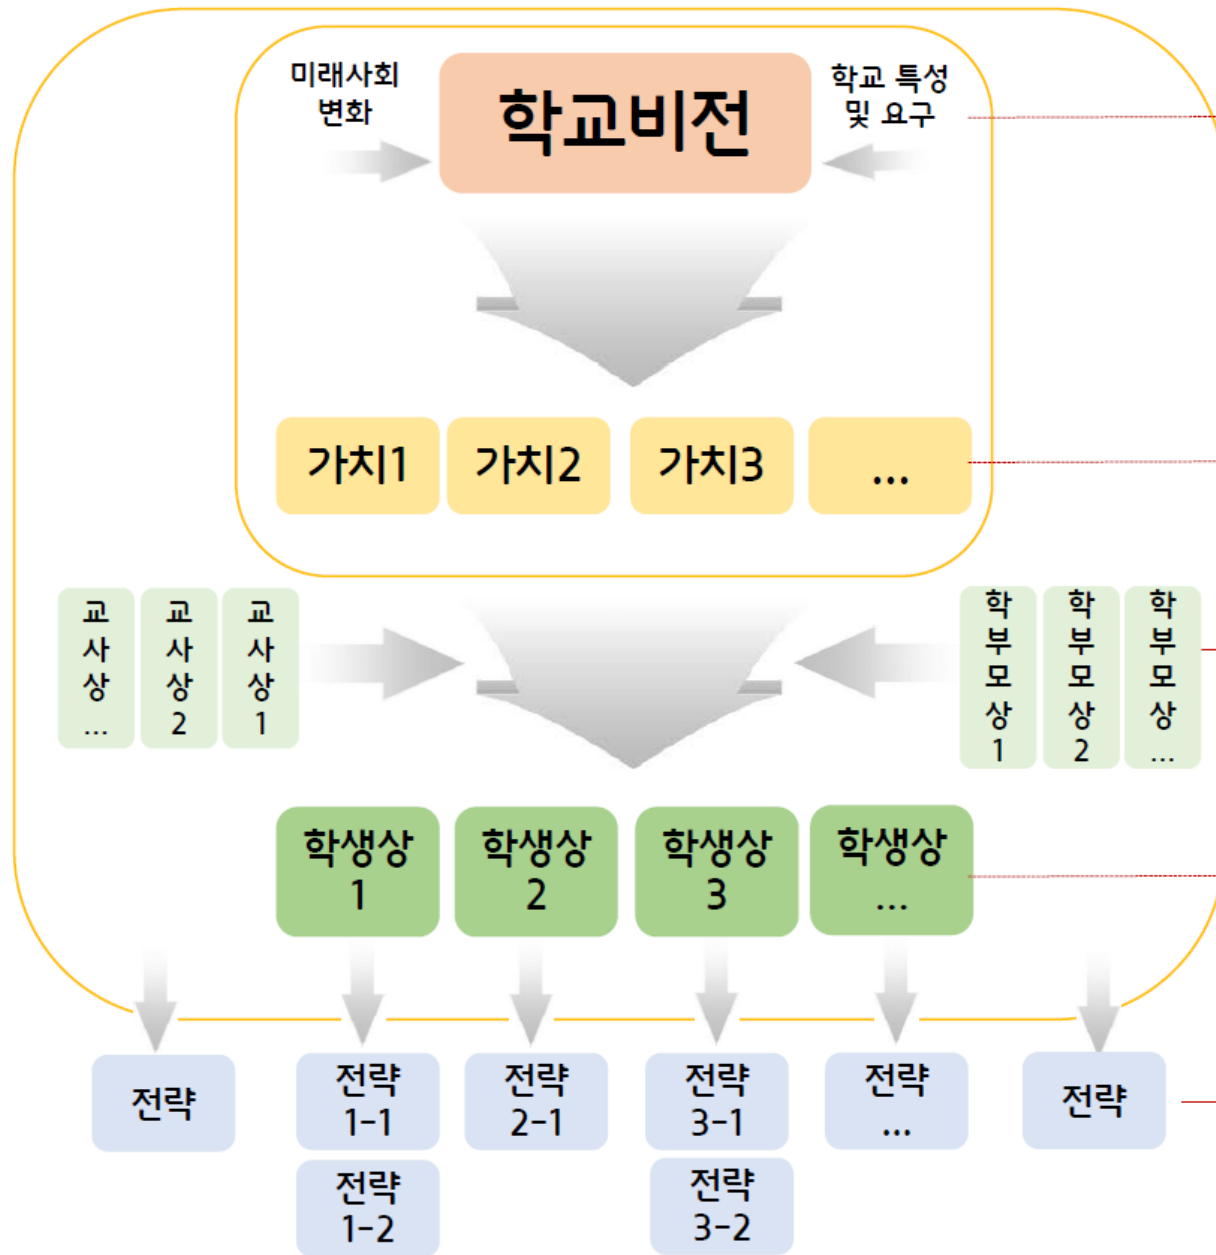 미래사회
변화
학교비전
학교 특성
및 요구
가치1
가치2
가치3
...
교
사
상
...
교
사
상
2
교
사
상
1
학
부
모
상
1
학
부
모
상
2
학
부
모
상
...
학생상
1
학생상
2
학생상
3
학생상
...
전략
전략
1-1
전략
2-1
전략
3-1
전략
...
전략
전략
1-2
전략
3-2